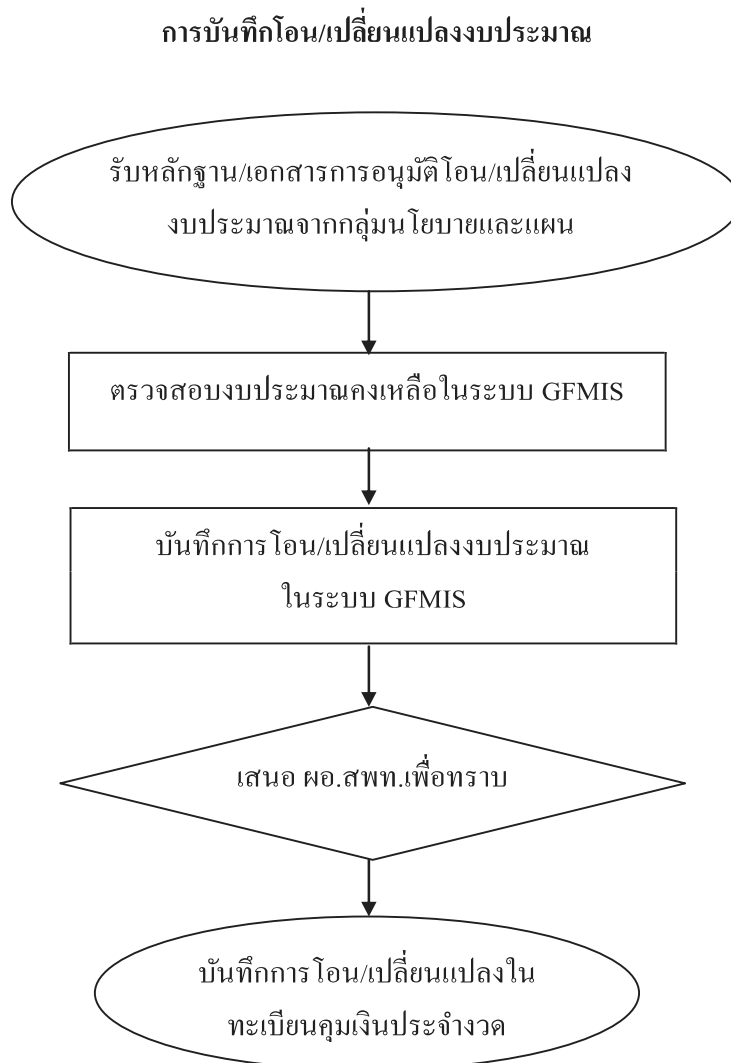 การบันทึกโอน/เปลี่ยนแปลงงบประมาณ
รับหลักฐาน/เอกสารการอนุมัติโอน/เปลี่ยนแปลง
งบประมาณจากกลุ่มนโยบายและแผน
ตรวจสอบงบประมาณคงเหลือในระบบ GFMIS
บันทึกการโอน/เปลี่ยนแปลงงบประมาณ
ในระบบ GFMIS
เสนอ ผอ.สพท.เพื่อทราบ
บันทึกการโอน/เปลี่ยนแปลงใน
ทะเบียนคุมเงินประจำงวด